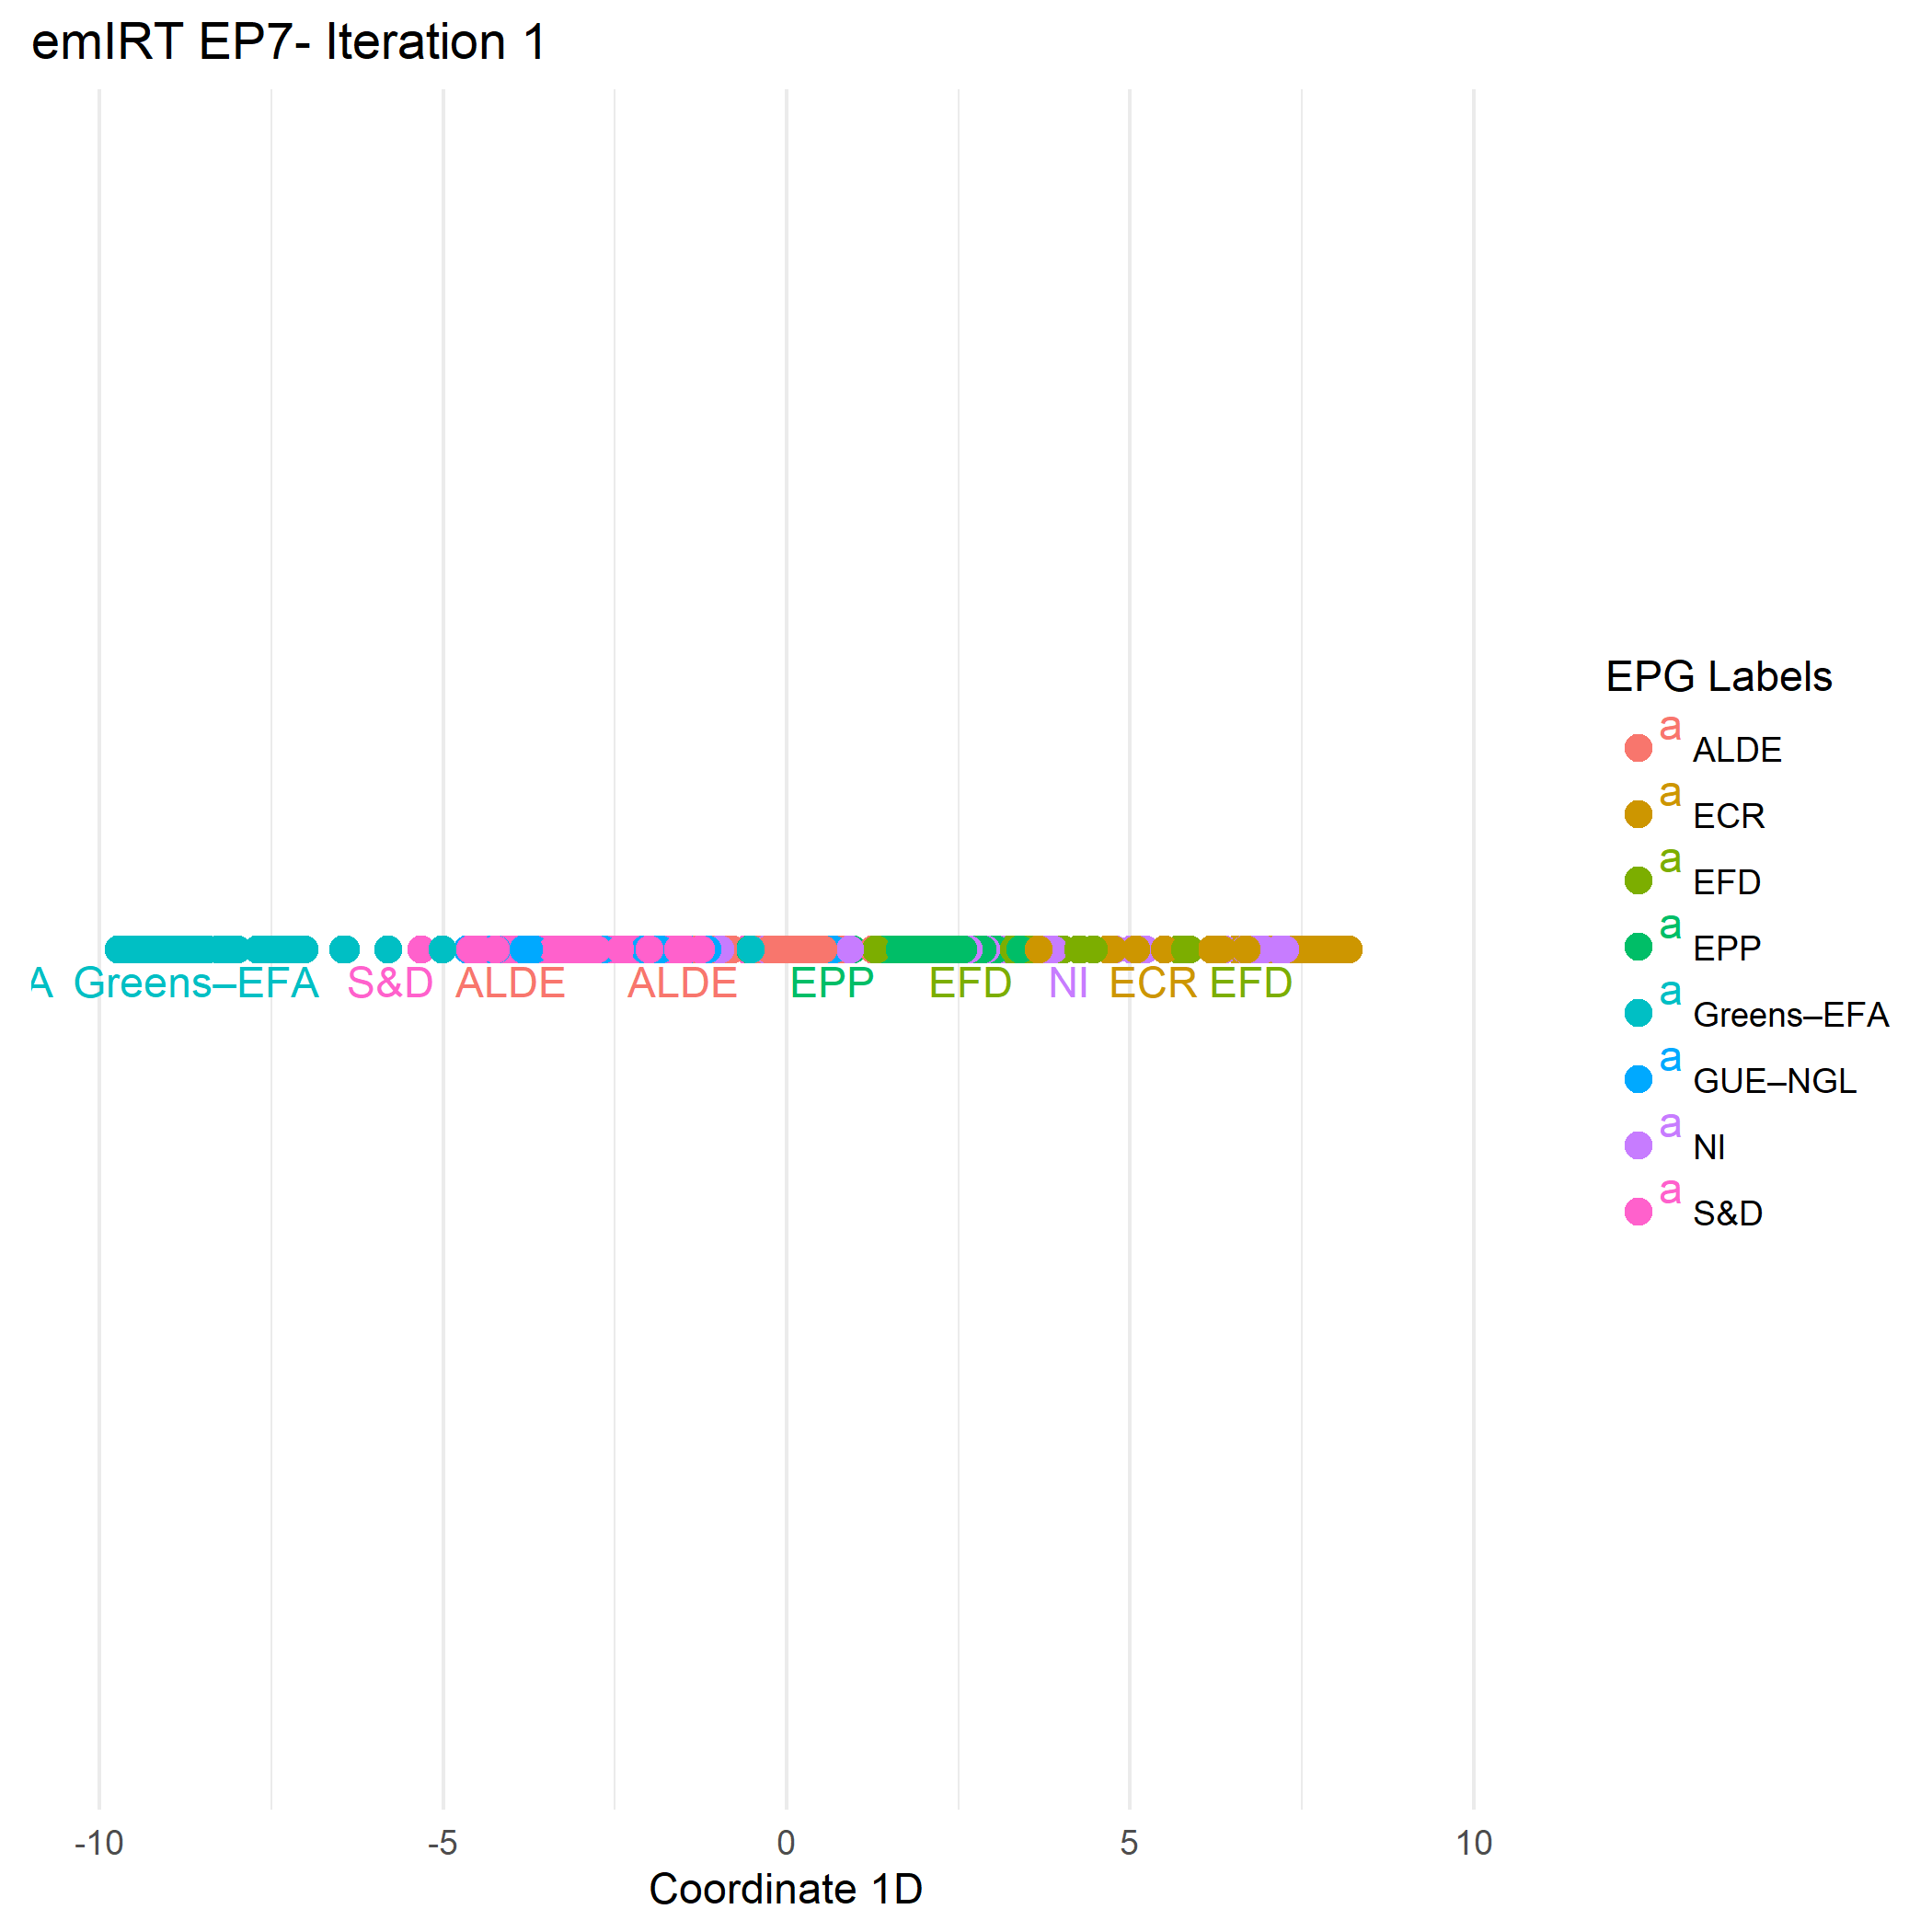 emIRT EP7- Iteration 1
A Greens–EFA S&D ALDE ALDE EPP EFD NI ECR EFD
-10 -5 0 5 10
Coordinate 1D
EPG Labels
a ALDE
a ECR
a EFD
a EPP
a Greens–EFA
a GUE–NGL
a NI
a S&D